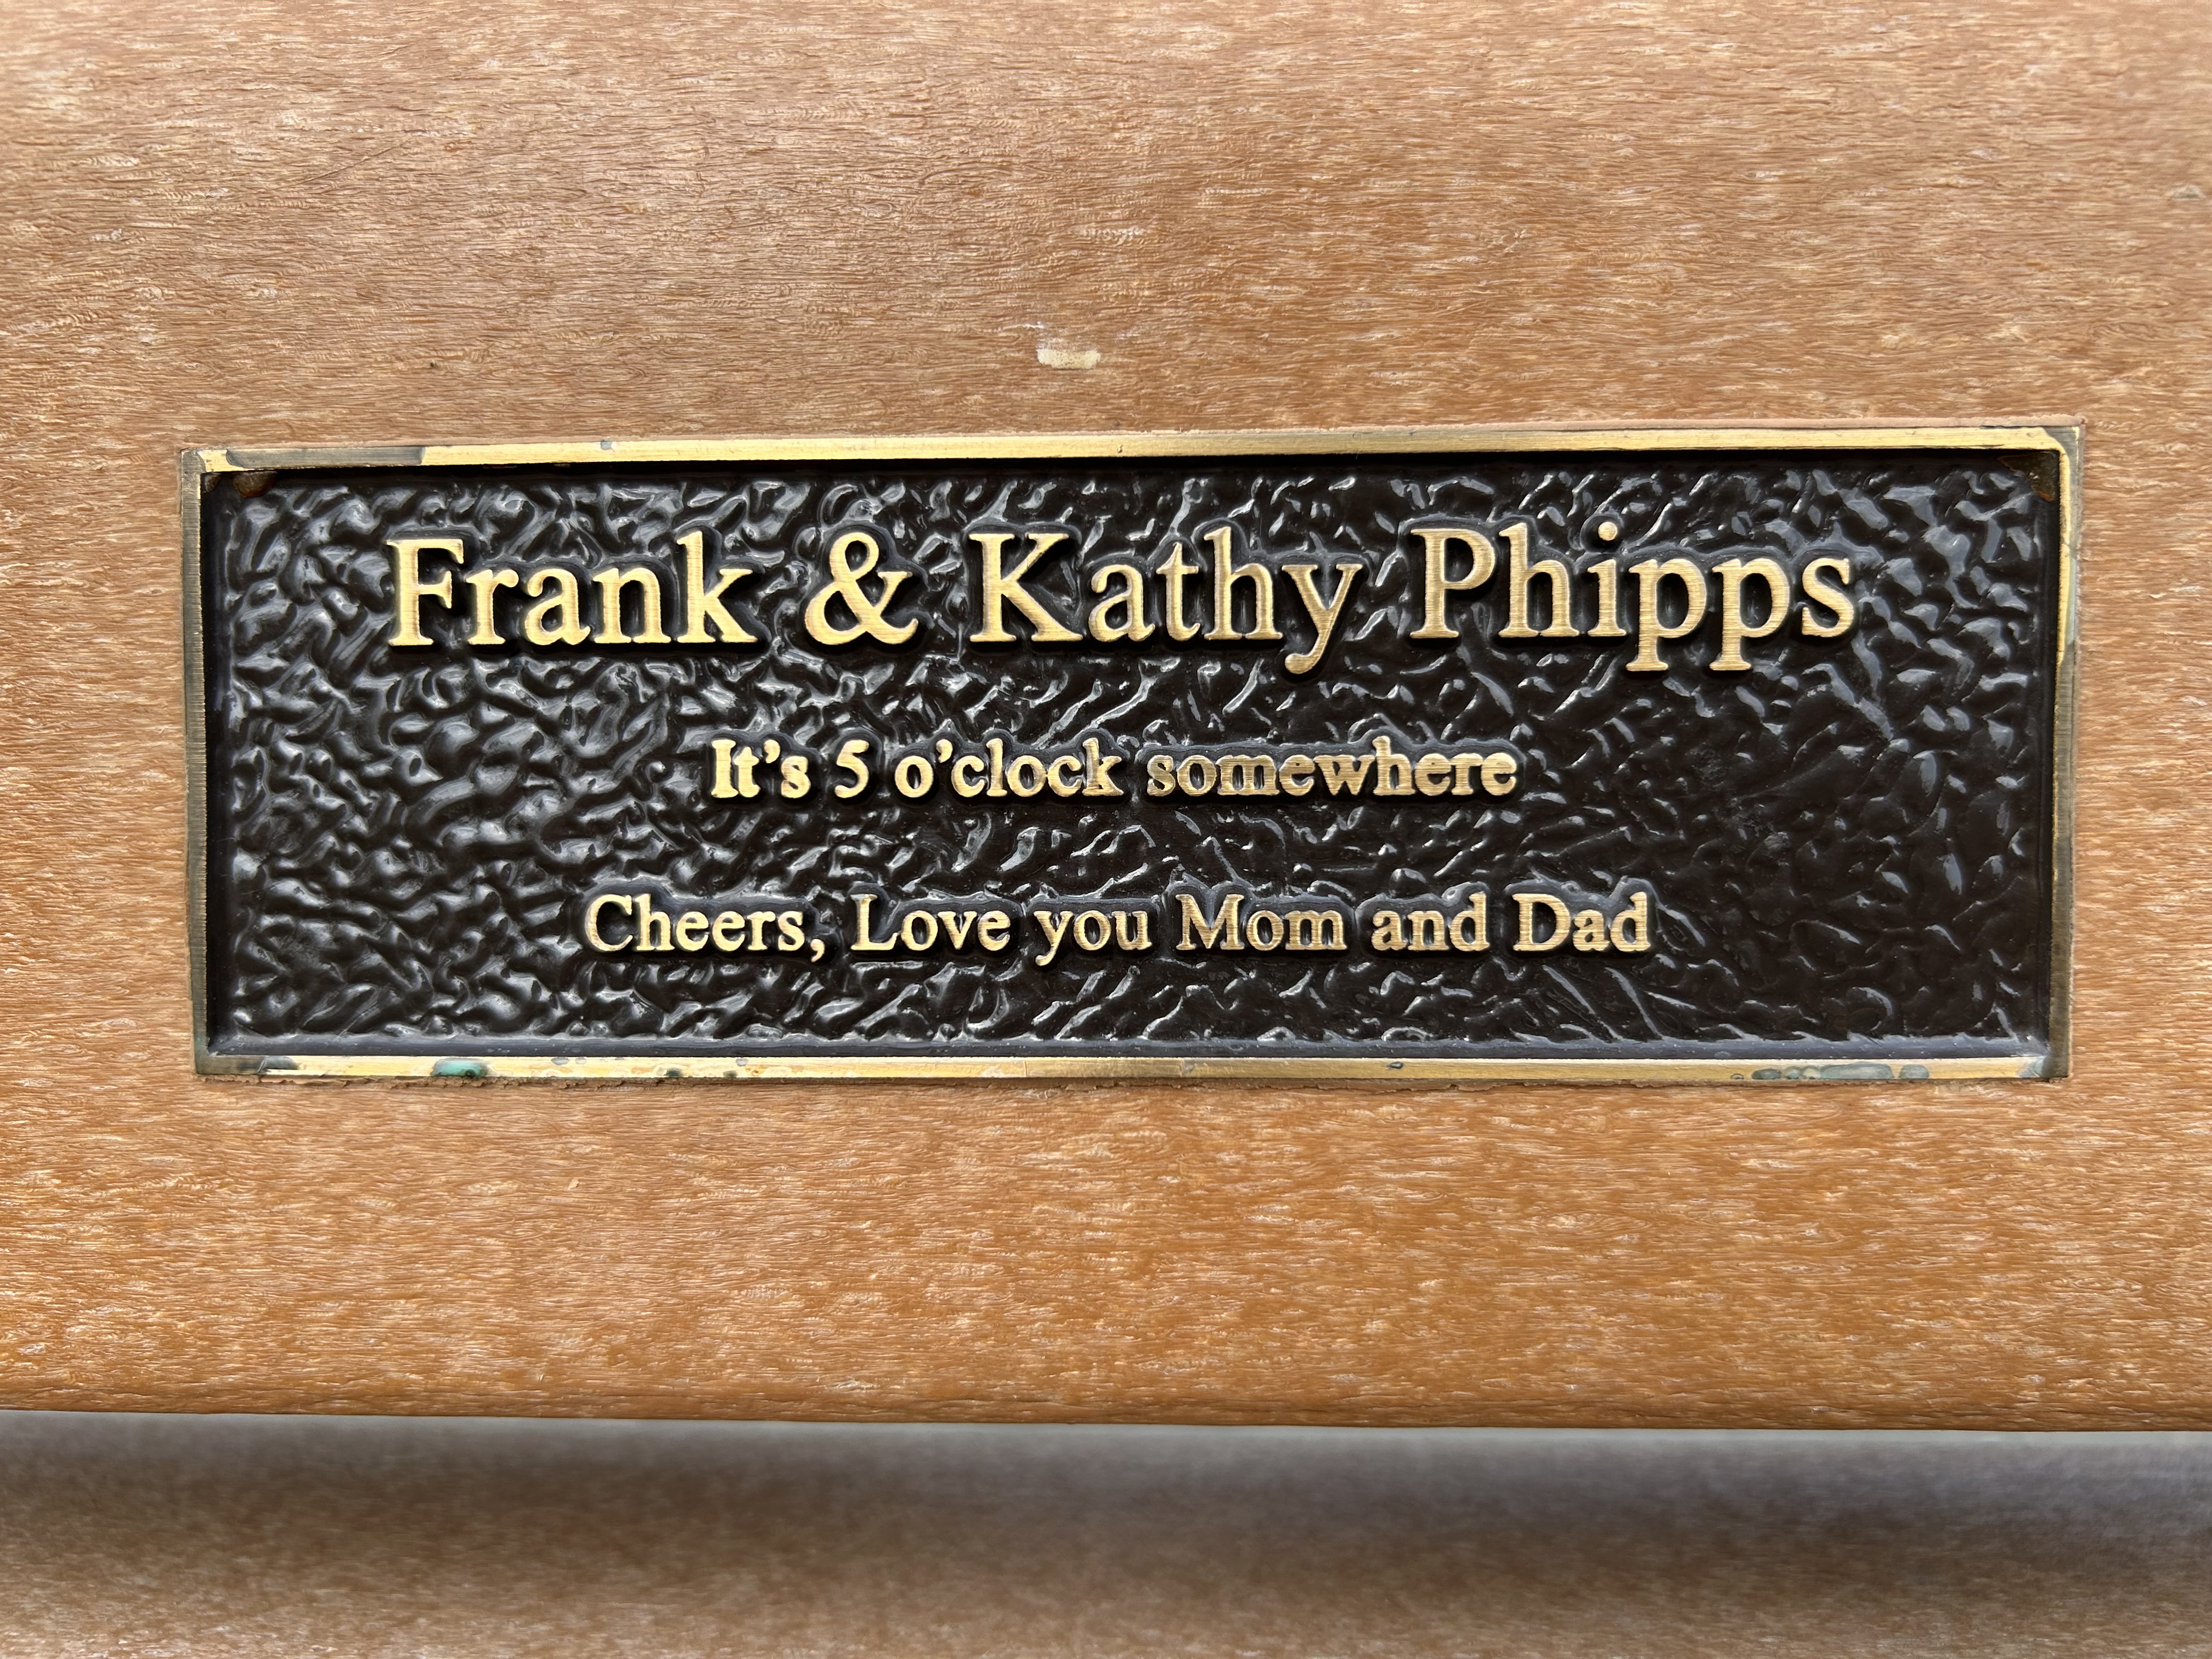 Frank & Kathy Phipps
It's 5 o'clock somewhere
Cheers, Love you Mom and Dad